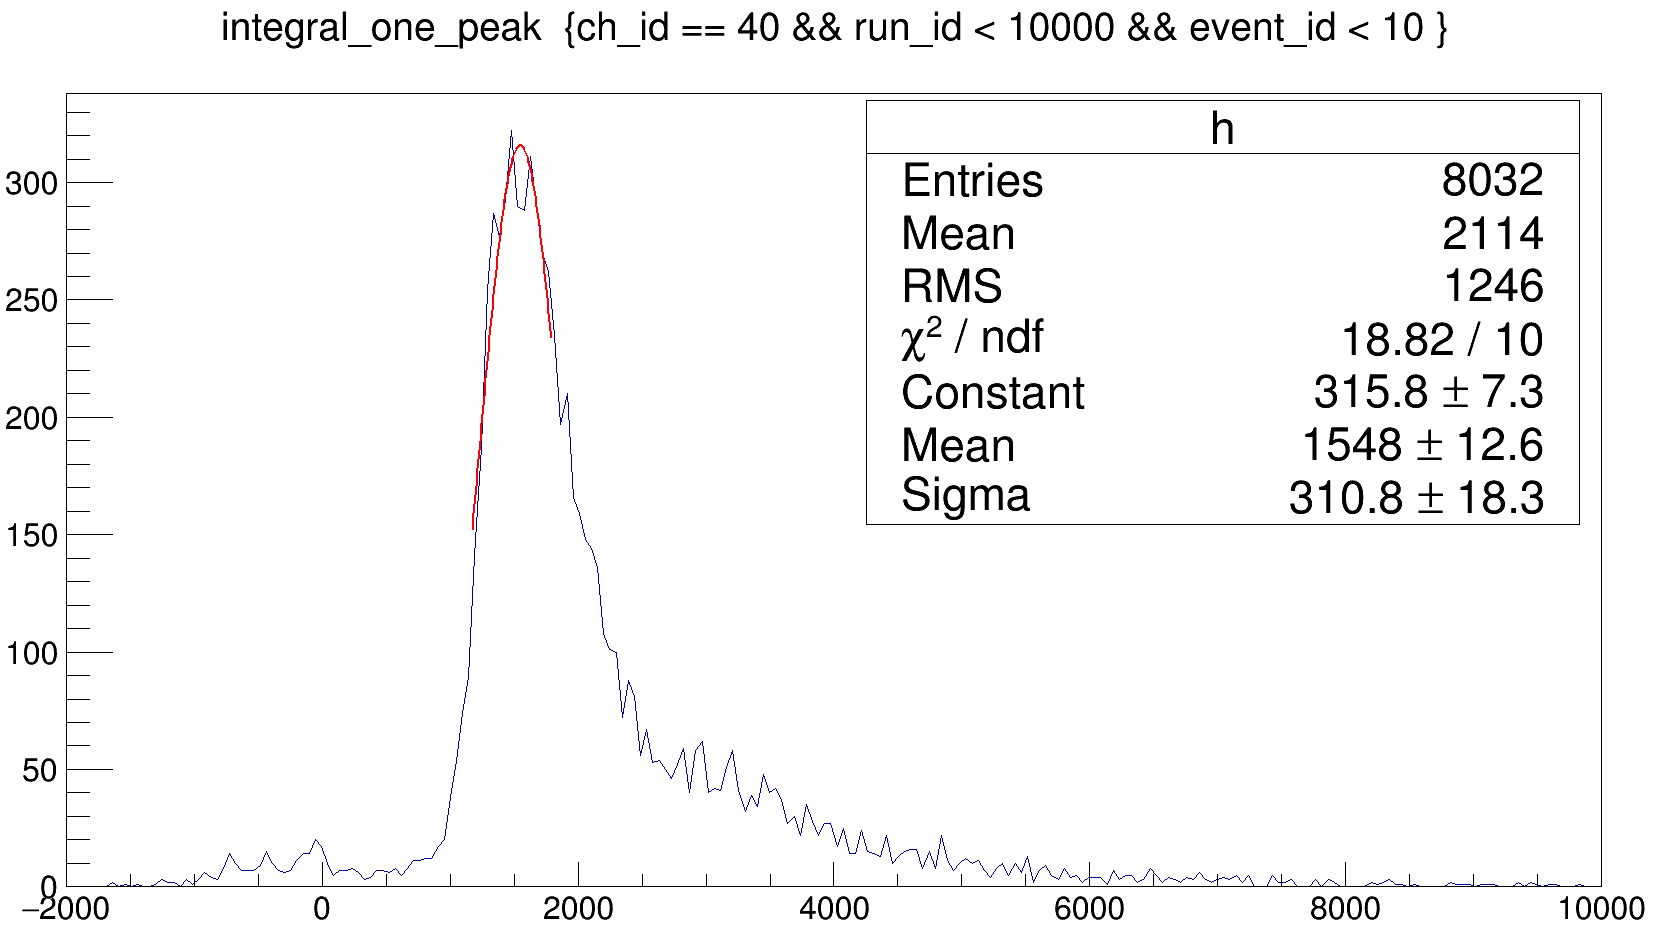 integral_one_peak {ch_id == 40 && run_id < 10000 && event_id < 10 }
h
Entries 8032
Mean 2114
RMS 1246
χ² / ndf 18.82 / 10
Constant 315.8 ± 7.3
Mean 1548 ± 12.6
Sigma 310.8 ± 18.3
300
250
200
150
100
50
0
−2000 0 2000 4000 6000 8000 10000